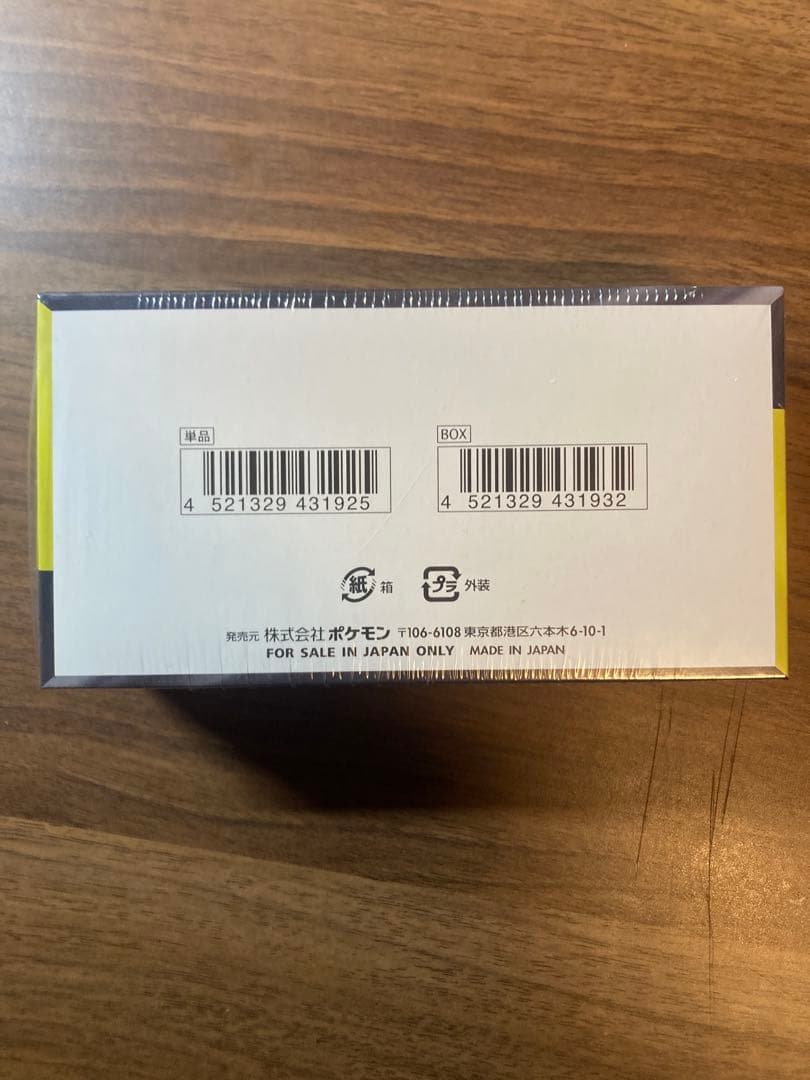 単品
4 521329 431925
BOX
4 521329 431932
紙 箱
プラ 外装
発売元 株式会社 ポケモン 〒106-6108 東京都港区六本木6-10-1
FOR SALE IN JAPAN ONLY MADE IN JAPAN